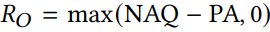 R_O = max(NAQ − PA, 0)